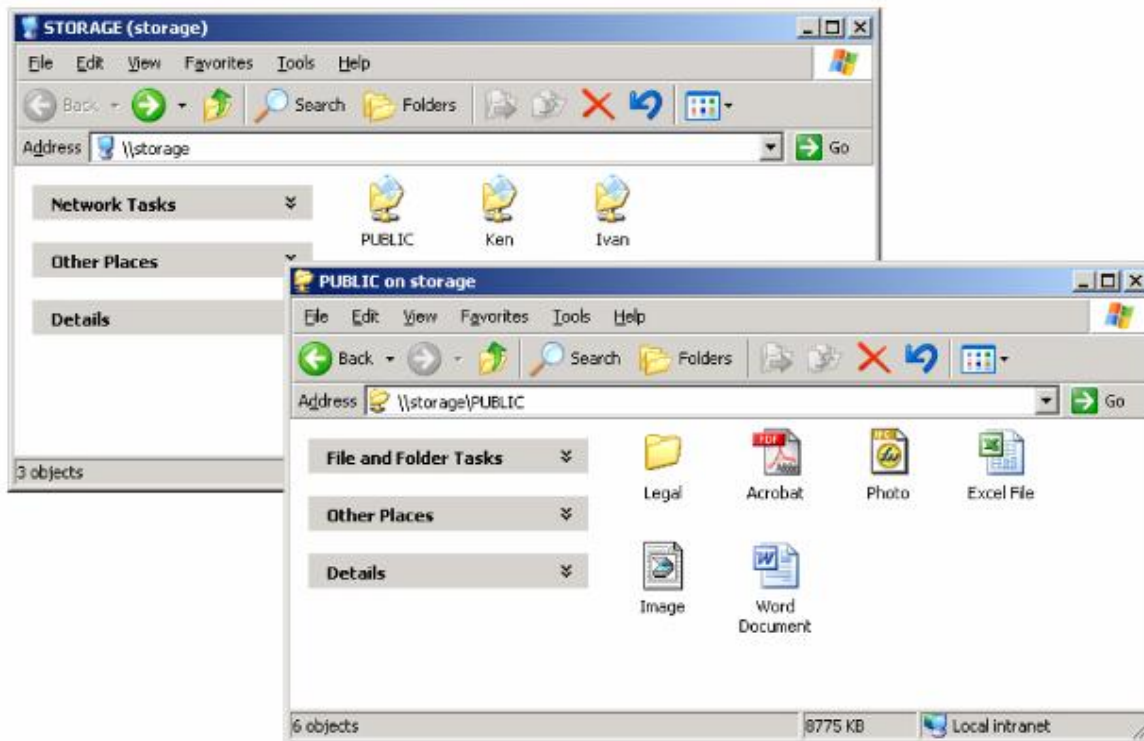 STORAGE (storage)
File Edit View Favorites Tools Help
Back Search Folders
Address \\storage Go
Network Tasks
Other Places
Details
PUBLIC Ken Ivan
3 objects
PUBLIC on storage
File Edit View Favorites Tools Help
Back Search Folders
Address \\storage\PUBLIC Go
File and Folder Tasks
Other Places
Details
Legal Acrobat Photo Excel File
Image Word
Document
6 objects 8775 KB Local intranet